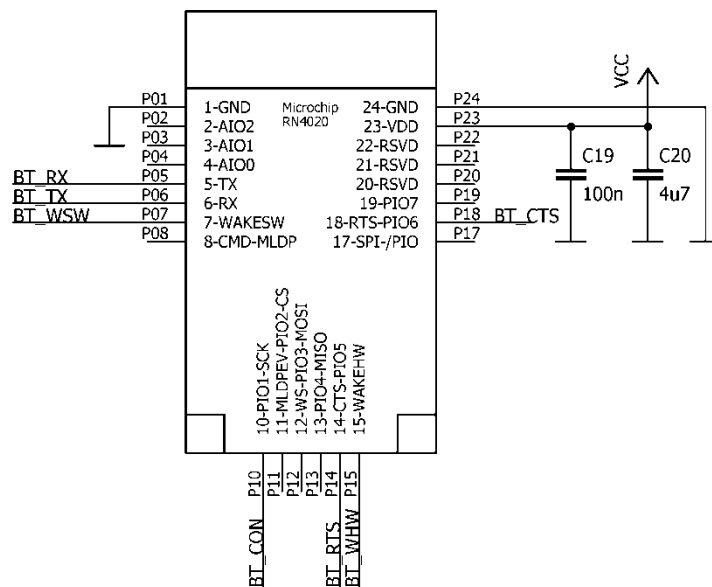 VCC
Microchip
RN4020
P01 1-GND 24-GND P24
P02 2-AIO2 23-VDD P23
P03 3-AIO1 22-RSVD P22
P04 4-AIO0 21-RSVD P21
BT_RX P05 5-TX 20-RSVD P20
BT_TX P06 6-RX 19-PIO7 P19
BT_WSW P07 7-WAKESW 18-RTS-PIO6 P18 BT_CTS
P08 8-CMD-MLDP 17-SPI-/PIO P17
C19
100n
C20
4u7
10-PIO1-SCK
11-MLDPEV-PIO2-CS
12-WS-PIO3-MOSI
13-PIO4-MISO
14-CTS-PIO5
15-WAKEHW
P10
P11
P12
P13
P14
P15
BT_CON
BT_RTS
BT_WHW